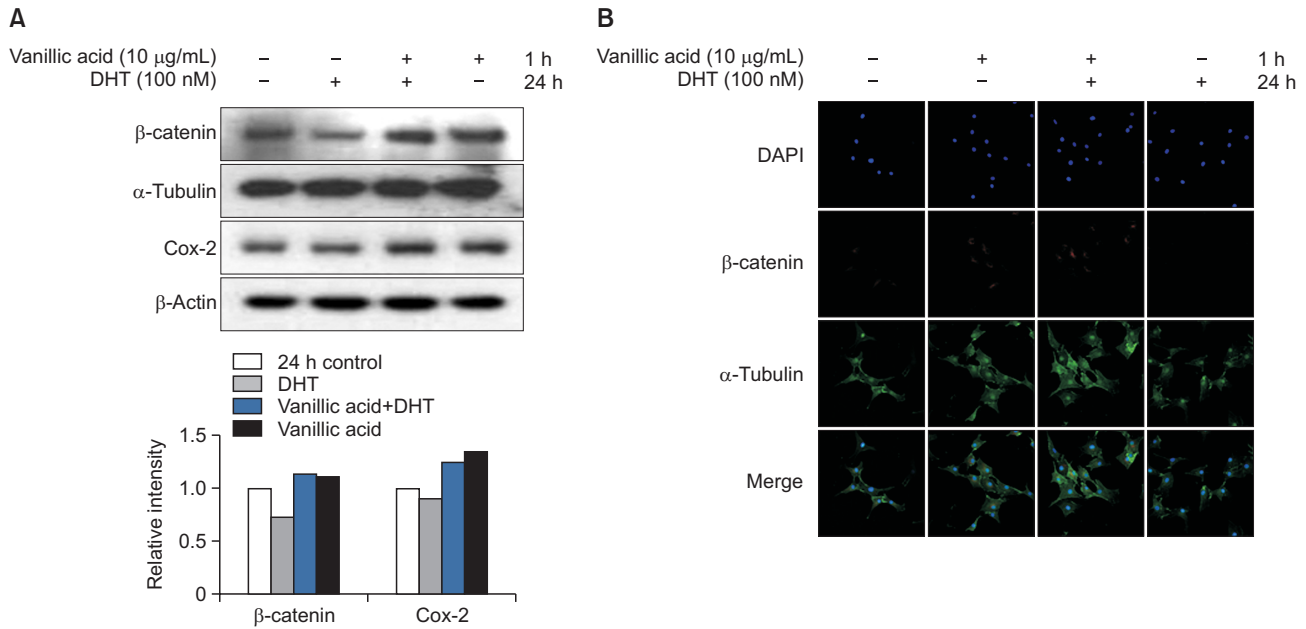 A
Vanillic acid (10 μg/mL) – – + + 1 h
DHT (100 nM) – + + – 24 h
β-catenin
α-Tubulin
Cox-2
β-Actin
24 h control
DHT
Vanillic acid+DHT
Vanillic acid
Relative intensity
1.5
1.0
0.5
0
β-catenin Cox-2
B
Vanillic acid (10 μg/mL) – + + – 1 h
DHT (100 nM) – – + + 24 h
DAPI
β-catenin
α-Tubulin
Merge